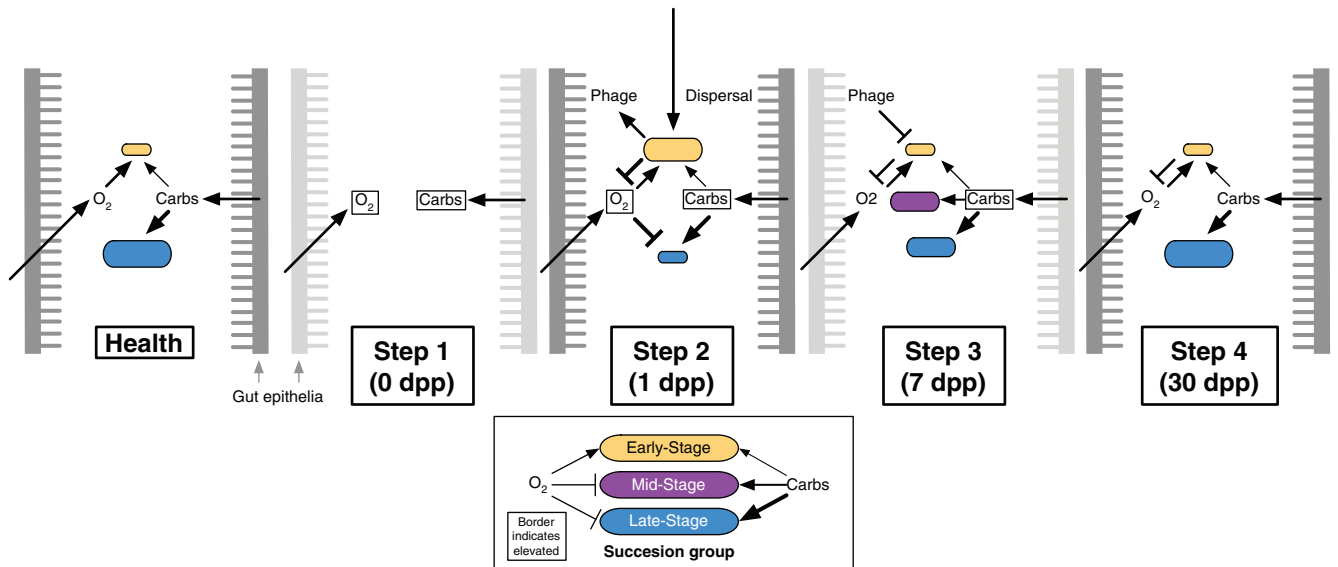 Health
O₂
Carbs
Gut epithelia
Step 1
(0 dpp)
O₂
Carbs
Step 2
(1 dpp)
Phage
Dispersal
O₂
Carbs
Step 3
(7 dpp)
Phage
O2
Carbs
Step 4
(30 dpp)
O₂
Carbs
Early-Stage
O₂
Mid-Stage
Carbs
Late-Stage
Border
indicates
elevated
Succesion group